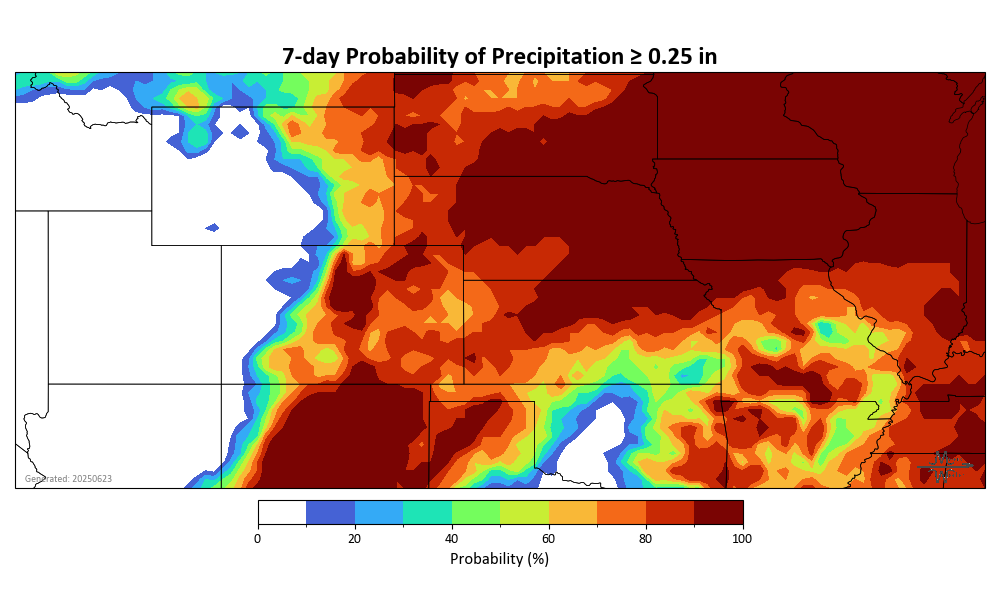 7-day Probability of Precipitation ≥ 0.25 in
Generated: 20250623
0 20 40 60 80 100
Probability (%)